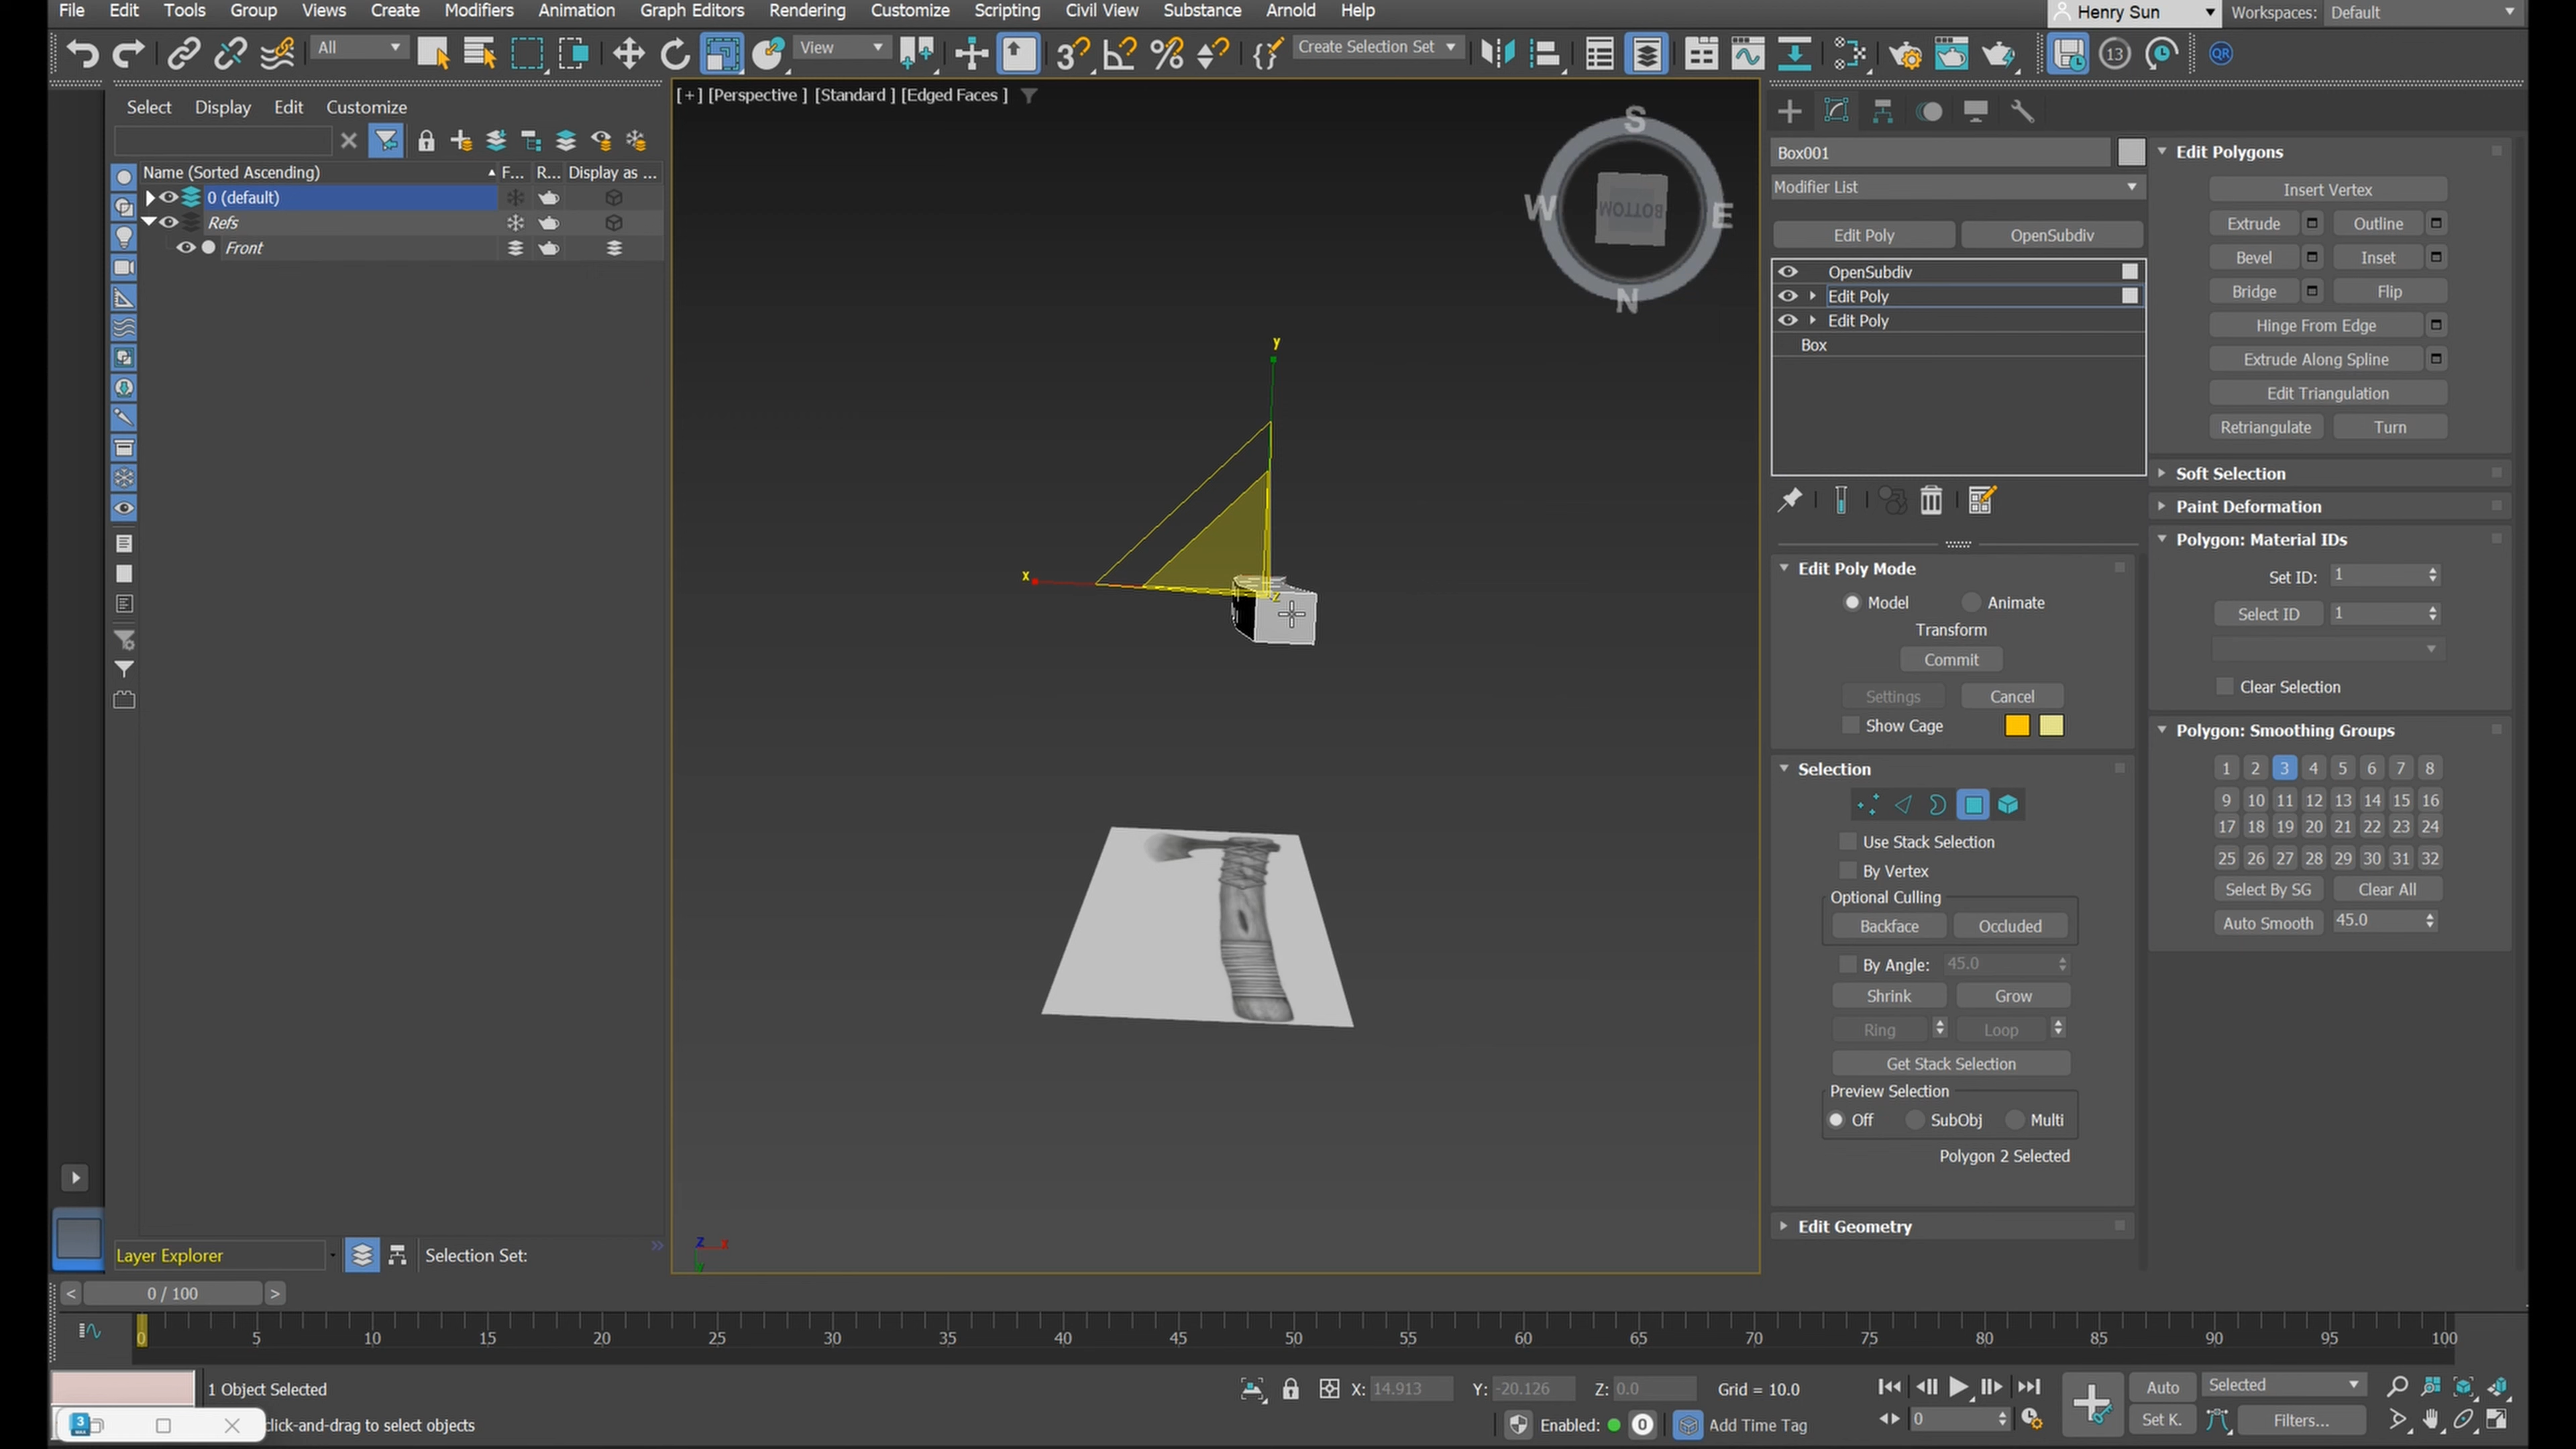 File Edit Tools Group Views Create Modifiers Animation Graph Editors Rendering Customize Scripting Civil View Substance Arnold Help
Henry Sun Workspaces: Default
All View Create Selection Set 13 QR
Select Display Edit Customize
[+] [Perspective ] [Standard ] [Edged Faces ]
Name (Sorted Ascending) F... R... Display as ...
0 (default)
Refs
Front
S
W BOTTOM E
N
y
x
z
z x
y
Box001
Modifier List
Edit Poly OpenSubdiv
OpenSubdiv
Edit Poly
Edit Poly
Box
Edit Poly Mode
Model Animate
Transform
Commit
Settings Cancel
Show Cage
Selection
Use Stack Selection
By Vertex
Optional Culling
Backface Occluded
By Angle: 45.0
Shrink Grow
Ring Loop
Get Stack Selection
Preview Selection
Off SubObj Multi
Polygon 2 Selected
Edit Geometry
Edit Polygons
Insert Vertex
Extrude Outline
Bevel Inset
Bridge Flip
Hinge From Edge
Extrude Along Spline
Edit Triangulation
Retriangulate Turn
Soft Selection
Paint Deformation
Polygon: Material IDs
Set ID: 1
Select ID 1
Clear Selection
Polygon: Smoothing Groups
1 2 3 4 5 6 7 8
9 10 11 12 13 14 15 16
17 18 19 20 21 22 23 24
25 26 27 28 29 30 31 32
Select By SG Clear All
Auto Smooth 45.0
Layer Explorer Selection Set:
< 0 / 100 >
0 5 10 15 20 25 30 35 40 45 50 55 60 65 70 75 80 85 90 95 100
1 Object Selected X: 14.913 Y: -20.126 Z: 0.0 Grid = 10.0 Auto Selected
click-and-drag to select objects Enabled: 0 Add Time Tag 0 Set K. Filters...